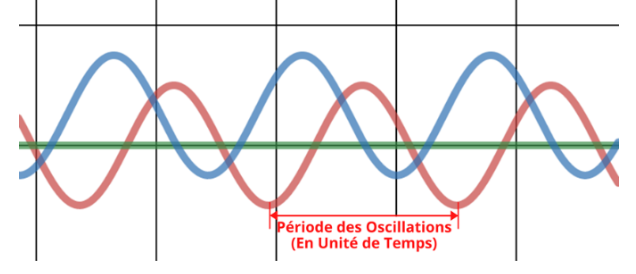 Période des Oscillations
(En Unité de Temps)